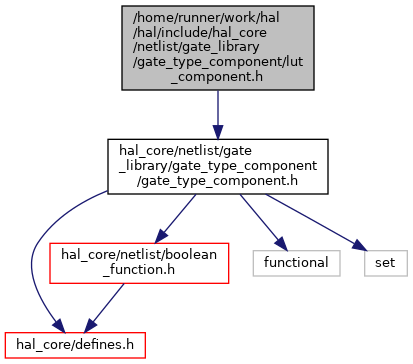 /home/runner/work/hal
/hal/include/hal_core
/netlist/gate_library
/gate_type_component/lut
_component.h
hal_core/netlist/gate
_library/gate_type_component
/gate_type_component.h
hal_core/netlist/boolean
_function.h
functional
set
hal_core/defines.h